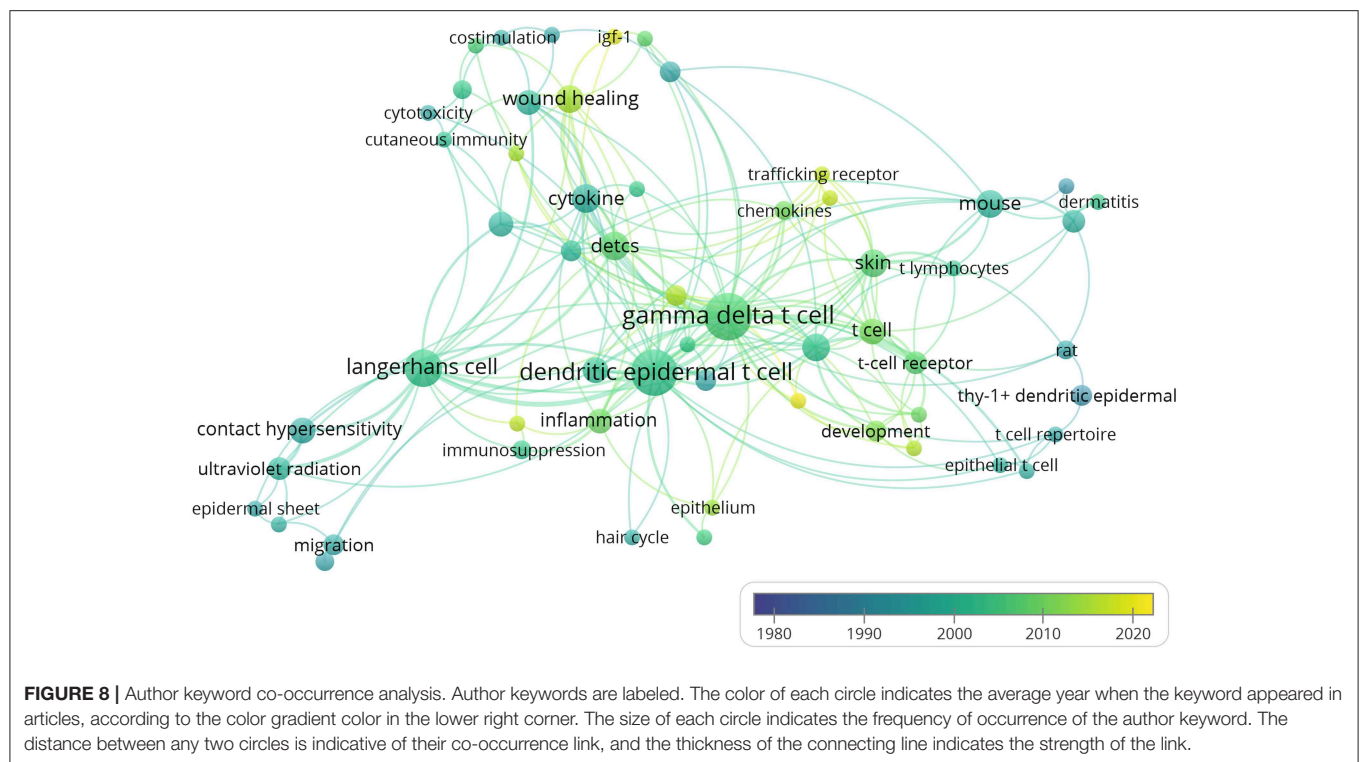 costimulation
igf-1
wound healing
cytotoxicity
cutaneous immunity
trafficking receptor
cytokine
mouse
dermatitis
chemokines
detcs
skin
t lymphocytes
gamma delta t cell
t cell
rat
t-cell receptor
langerhans cell
dendritic epidermal t cell
thy-1+ dendritic epidermal
inflammation
contact hypersensitivity
development
t cell repertoire
immunosuppression
ultraviolet radiation
epithelial t cell
epidermal sheet
epithelium
hair cycle
migration
1980 1990 2000 2010 2020
FIGURE 8 | Author keyword co-occurrence analysis. Author keywords are labeled. The color of each circle indicates the average year when the keyword appeared in
articles, according to the color gradient color in the lower right corner. The size of each circle indicates the frequency of occurrence of the author keyword. The
distance between any two circles is indicative of their co-occurrence link, and the thickness of the connecting line indicates the strength of the link.